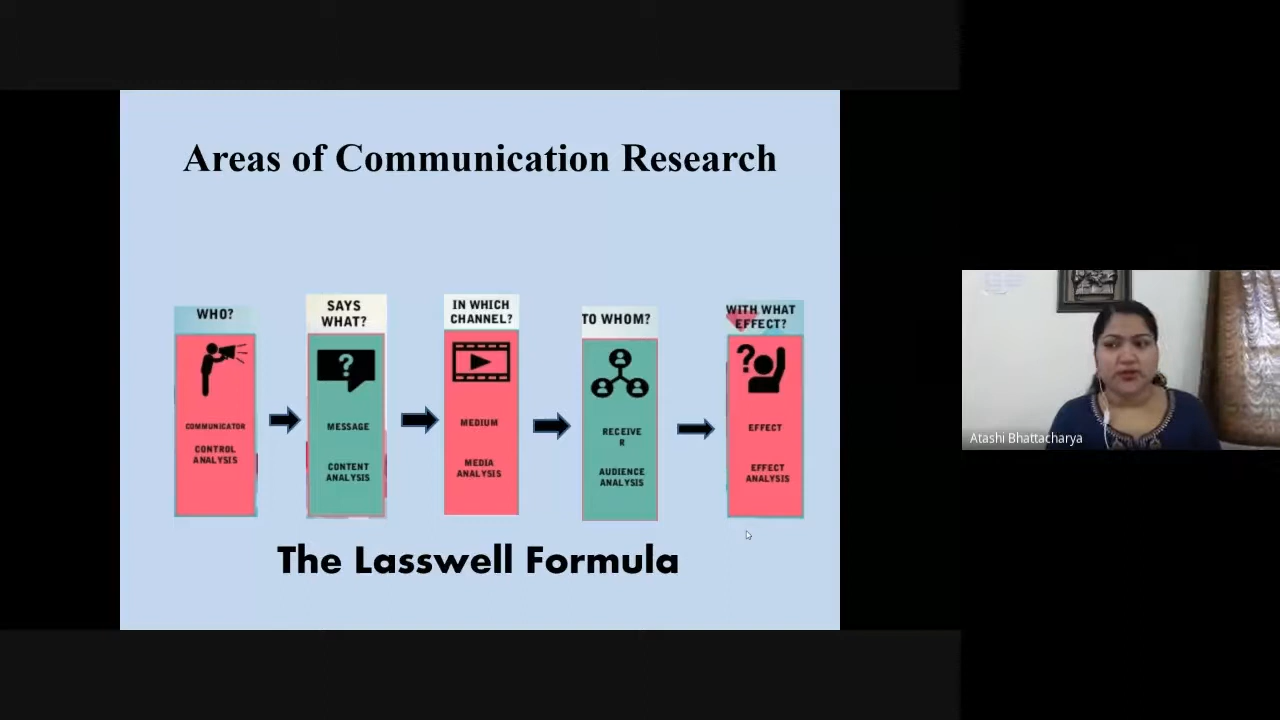 Areas of Communication Research
WHO?
COMMUNICATOR
CONTROL
ANALYSIS
SAYS
WHAT?
?
MESSAGE
CONTENT
ANALYSIS
IN WHICH
CHANNEL?
MEDIUM
MEDIA
ANALYSIS
TO WHOM?
RECEIVE
R
AUDIENCE
ANALYSIS
WITH WHAT
EFFECT?
?
EFFECT
EFFECT
ANALYSIS
The Lasswell Formula
Atashi Bhattacharya